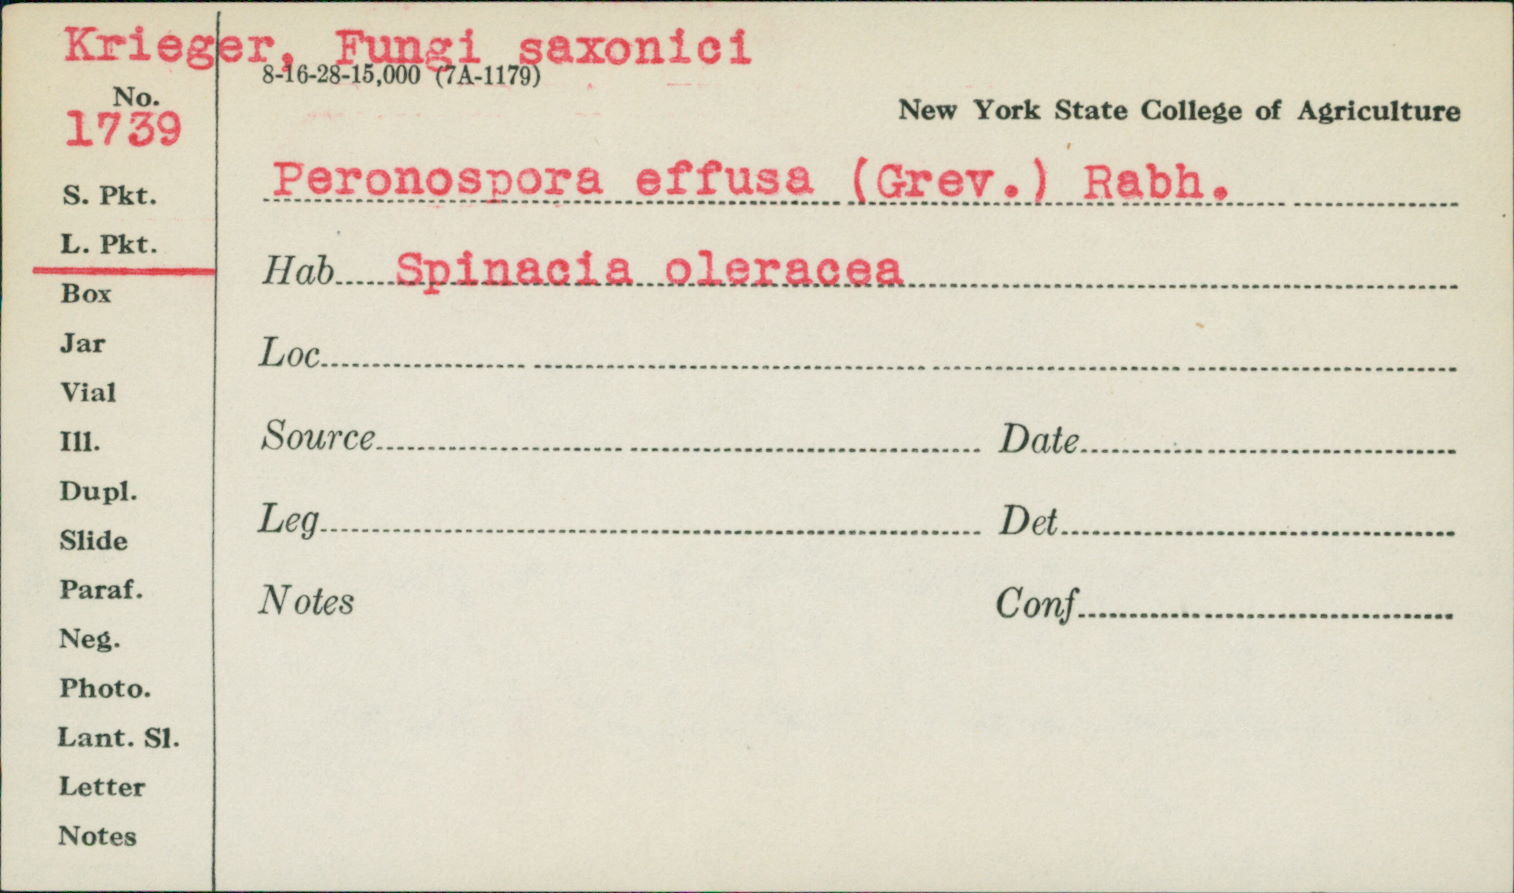 Krieger, Fungi saxonici
8-16-28-15,000 (7A-1179)
No.
1739
New York State College of Agriculture
Peronospora effusa (Grev.) Rabh.
S. Pkt.
L. Pkt.
Hab Spinacia oleracea
Box
Jar
Loc
Vial
Ill.
Source Date
Dupl.
Leg Det
Slide
Paraf.
Notes Conf
Neg.
Photo.
Lant. Sl.
Letter
Notes